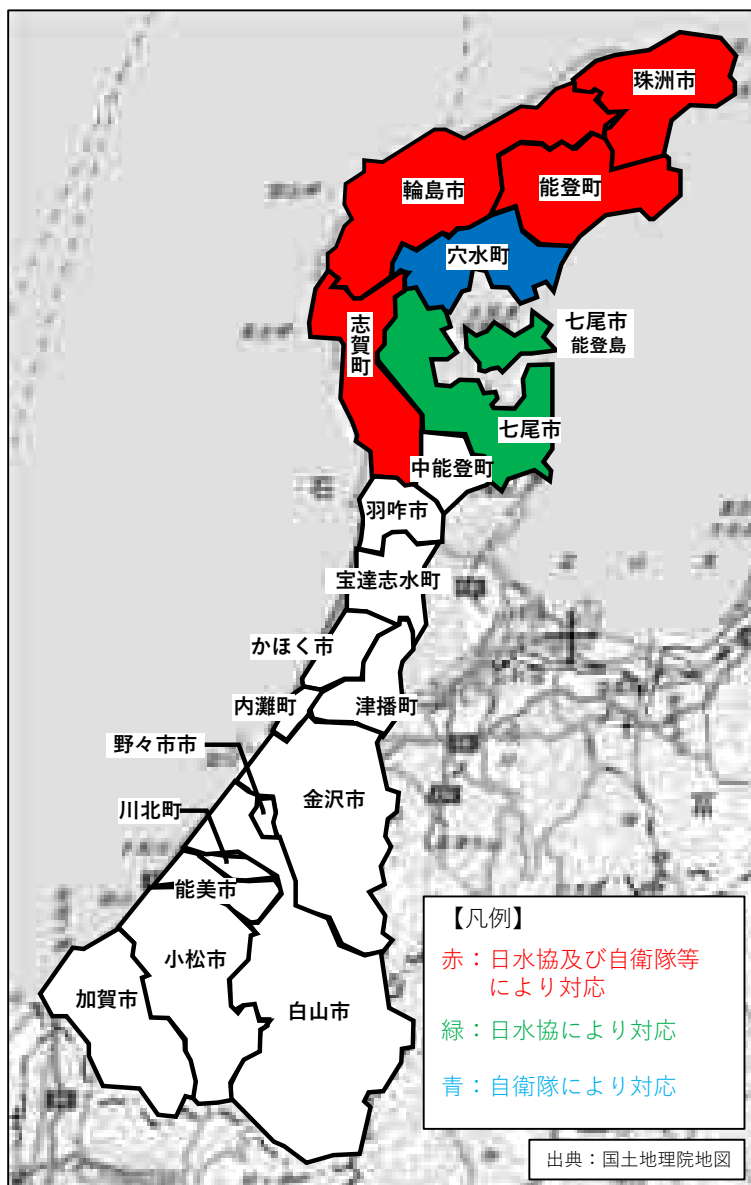 珠洲市
輪島市
能登町
穴水町
志賀町
七尾市
能登島
七尾市
中能登町
羽咋市
宝達志水町
かほく市
内灘町
津播町
野々市市
金沢市
川北町
能美市
小松市
加賀市
白山市
【凡例】
赤：日水協及び自衛隊等
により対応
緑：日水協により対応
青：自衛隊により対応
出典：国土地理院地図